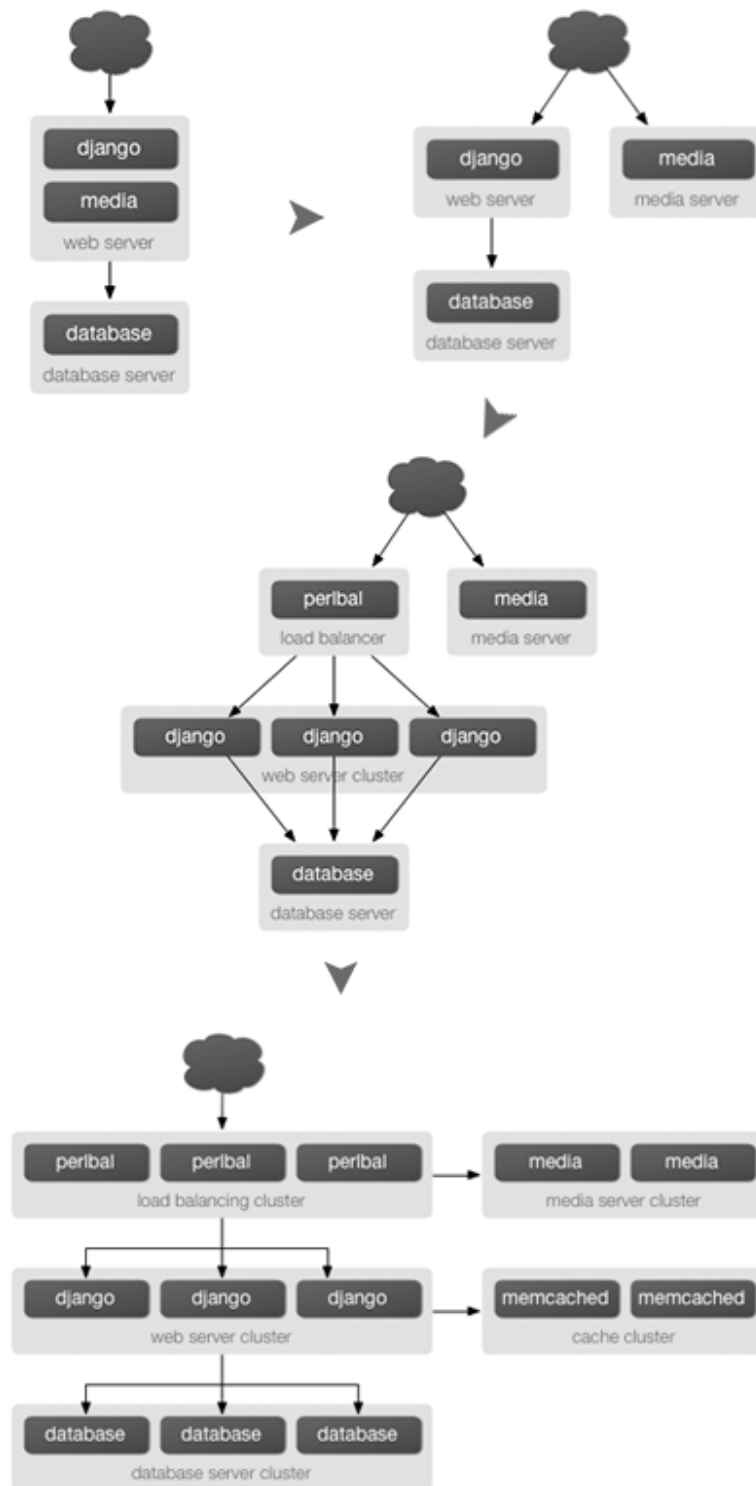 django
media
web server
database
database server
django
web server
media
media server
database
database server
perlbal
load balancer
media
media server
django django django
web server cluster
database
database server
perlbal perlbal perlbal
load balancing cluster
media media
media server cluster
django django django
web server cluster
memcached memcached
cache cluster
database database database
database server cluster